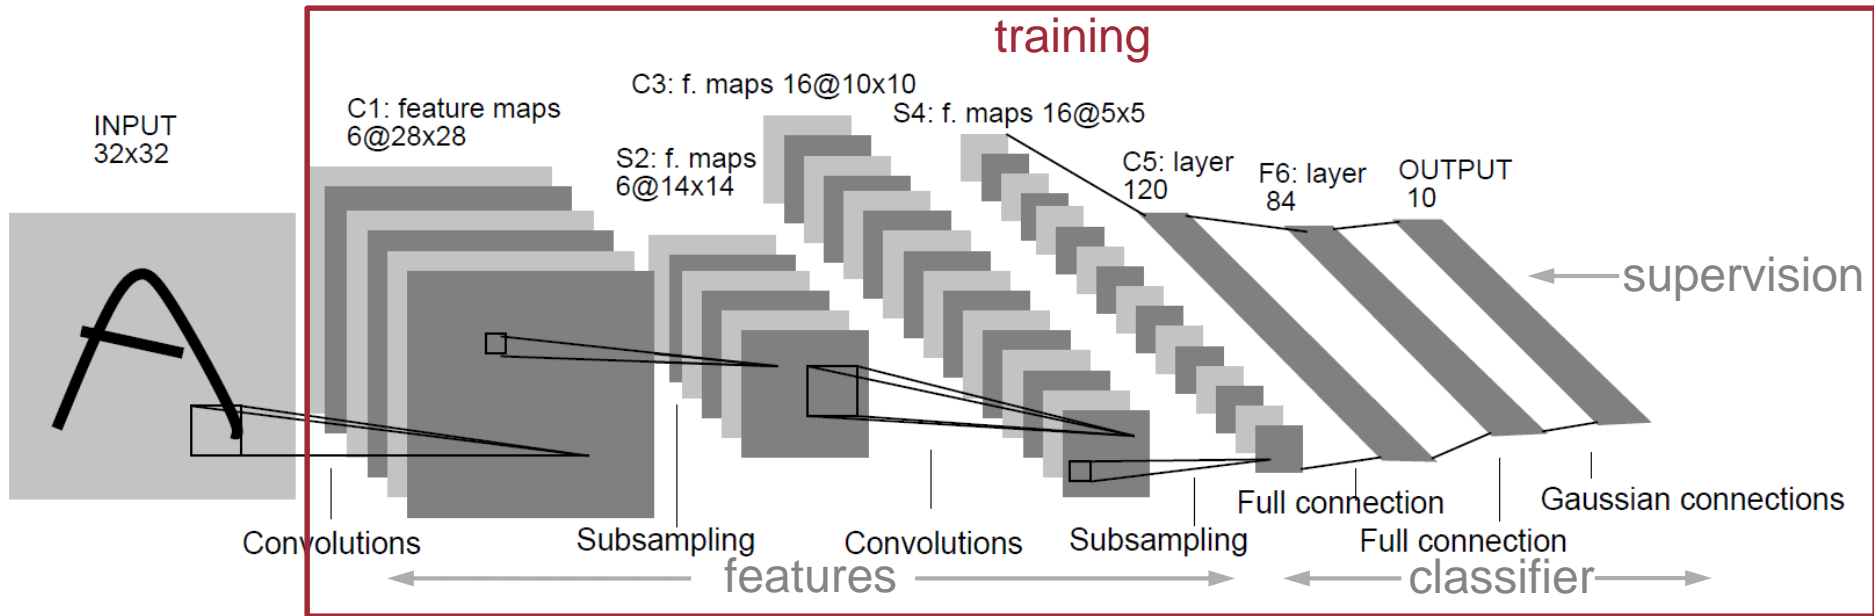 training
INPUT
32x32
C1: feature maps
6@28x28
C3: f. maps 16@10x10
S2: f. maps
6@14x14
S4: f. maps 16@5x5
C5: layer
120
F6: layer
84
OUTPUT
10
supervision
Convolutions
Subsampling
Convolutions
Subsampling
Full connection
Full connection
Gaussian connections
features
classifier